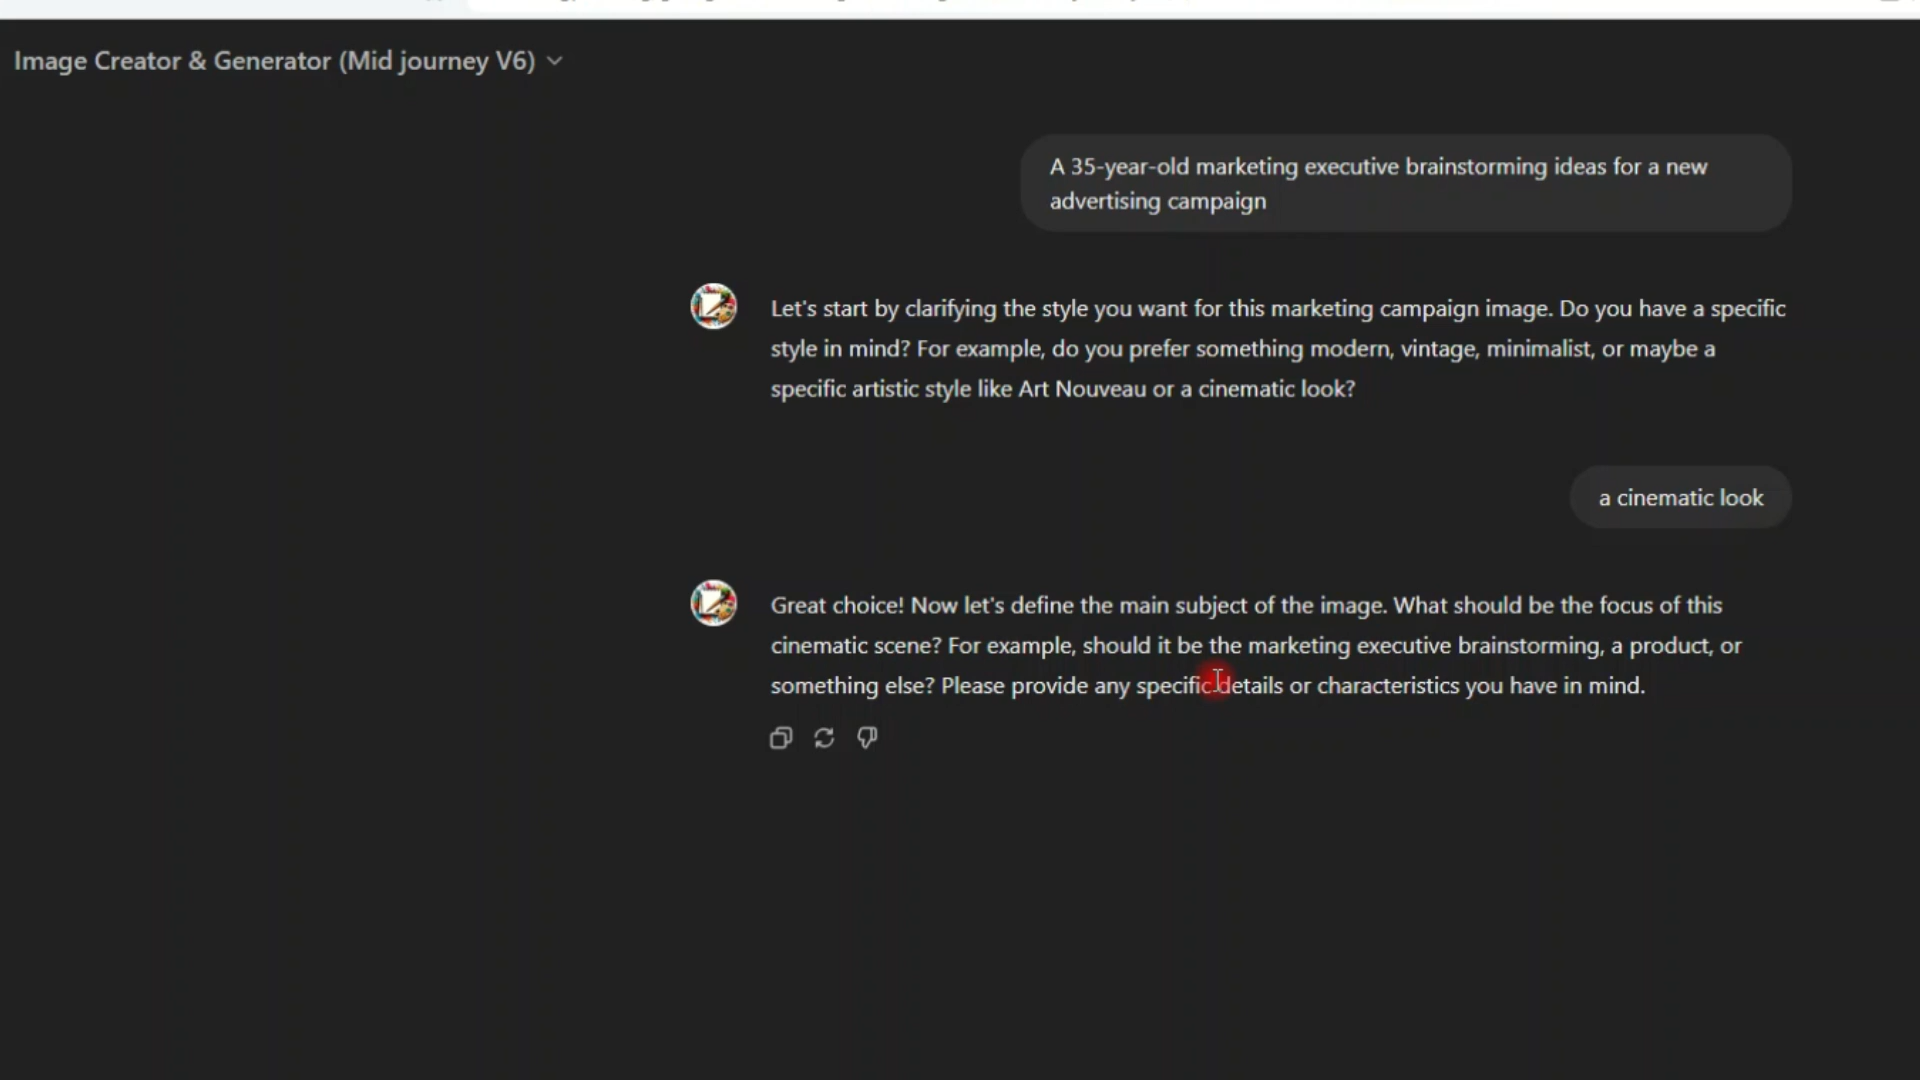 Image Creator & Generator (Mid journey V6)
A 35-year-old marketing executive brainstorming ideas for a new
advertising campaign
Let's start by clarifying the style you want for this marketing campaign image. Do you have a specific
style in mind? For example, do you prefer something modern, vintage, minimalist, or maybe a
specific artistic style like Art Nouveau or a cinematic look?
a cinematic look
Great choice! Now let's define the main subject of the image. What should be the focus of this
cinematic scene? For example, should it be the marketing executive brainstorming, a product, or
something else? Please provide any specific details or characteristics you have in mind.